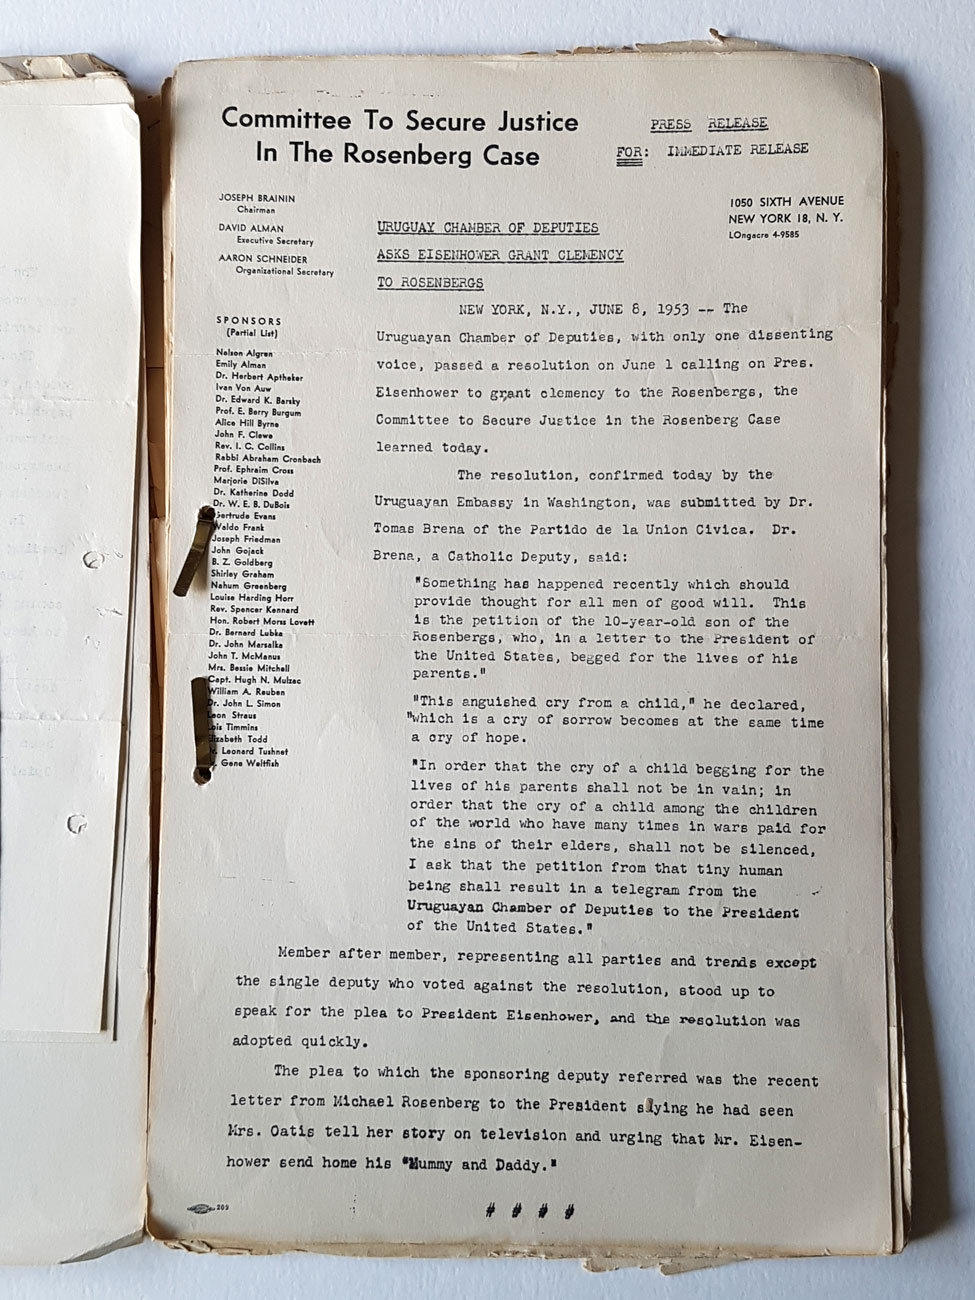 Committee To Secure Justice
In The Rosenberg Case
PRESS RELEASE
FOR: IMMEDIATE RELEASE
JOSEPH BRAININ
Chairman
DAVID ALMAN
Executive Secretary
AARON SCHNEIDER
Organizational Secretary
1050 SIXTH AVENUE
NEW YORK 18, N. Y.
LOngacre 4-9585
SPONSORS
(Partial List)
Nelson Algren
Emily Alman
Dr. Herbert Aptheker
Ivan Von Auw
Dr. Edward K. Barsky
Prof. E. Berry Burgum
Alice Hill Byrne
John F. Clewe
Rev. I. C. Collins
Rabbi Abraham Cronbach
Prof. Ephraim Cross
Marjorie DiSilva
Dr. Katherine Dodd
Dr. W. E. B. DuBois
Gertrude Evans
Waldo Frank
Joseph Friedman
John Gojack
B. Z. Goldberg
Shirley Graham
Nahum Greenberg
Louise Harding Horr
Rev. Spencer Kennard
Hon. Robert Morss Lovett
Dr. Bernard Lubka
Dr. John Marsalka
John T. McManus
Mrs. Bessie Mitchell
Capt. Hugh N. Mulzac
William A. Reuben
Dr. John L. Simon
Leon Straus
Lois Timmins
Elizabeth Todd
Dr. Leonard Tushnet
Gene Weltfish
URUGUAY CHAMBER OF DEPUTIES
ASKS EISENHOWER GRANT CLEMENCY
TO ROSENBERGS
NEW YORK, N.Y., JUNE 8, 1953 -- The
Uruguayan Chamber of Deputies, with only one dissenting
voice, passed a resolution on June 1 calling on Pres.
Eisenhower to grant clemency to the Rosenbergs, the
Committee to Secure Justice in the Rosenberg Case
learned today.
The resolution, confirmed today by the
Uruguayan Embassy in Washington, was submitted by Dr.
Tomas Brena of the Partido de la Union Civica. Dr.
Brena, a Catholic Deputy, said:
"Something has happened recently which should
provide thought for all men of good will. This
is the petition of the 10-year-old son of the
Rosenbergs, who, in a letter to the President of
the United States, begged for the lives of his
parents."
"This anguished cry from a child," he declared,
"which is a cry of sorrow becomes at the same time
a cry of hope.
"In order that the cry of a child begging for the
lives of his parents shall not be in vain; in
order that the cry of a child among the children
of the world who have many times in wars paid for
the sins of their elders, shall not be silenced,
I ask that the petition from that tiny human
being shall result in a telegram from the
Uruguayan Chamber of Deputies to the President
of the United States."
Member after member, representing all parties and trends except
the single deputy who voted against the resolution, stood up to
speak for the plea to President Eisenhower, and the resolution was
adopted quickly.
The plea to which the sponsoring deputy referred was the recent
letter from Michael Rosenberg to the President saying he had seen
Mrs. Oatis tell her story on television and urging that Mr. Eisen-
hower send home his "Mummy and Daddy."
209
# # # #